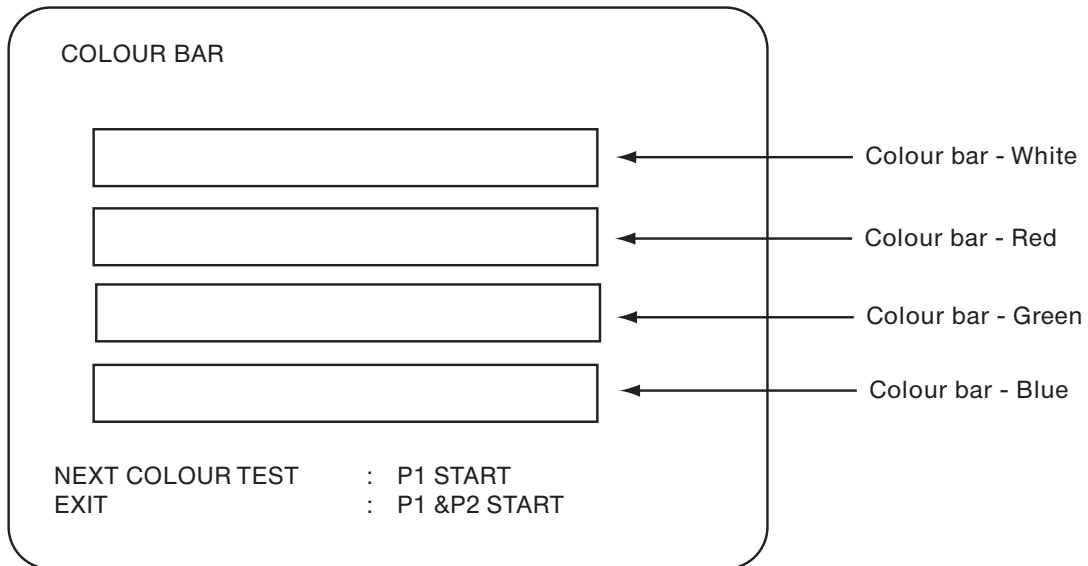 COLOUR BAR
Colour bar - White
Colour bar - Red
Colour bar - Green
Colour bar - Blue
NEXT COLOUR TEST : P1 START
EXIT : P1 &P2 START